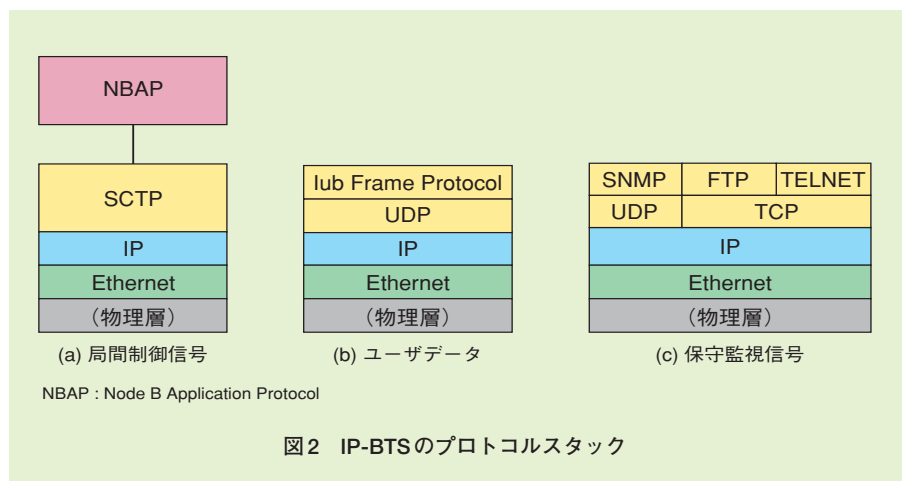 NBAP
SCTP
IP
Ethernet
（物理層）
(a) 局間制御信号
Iub Frame Protocol
UDP
IP
Ethernet
（物理層）
(b) ユーザデータ
SNMP FTP TELNET
UDP TCP
IP
Ethernet
（物理層）
(c) 保守監視信号
NBAP : Node B Application Protocol
図2 IP-BTSのプロトコルスタック